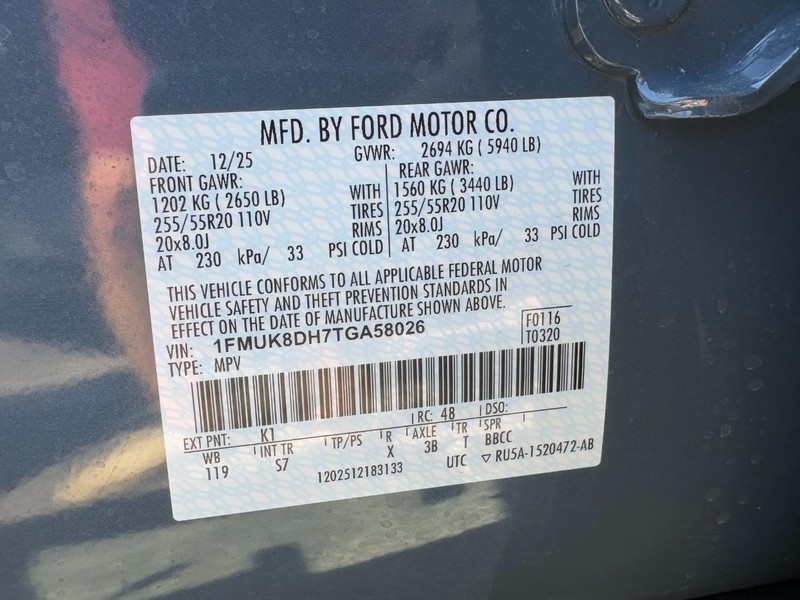 MFD. BY FORD MOTOR CO.
DATE: 12/25 GVWR: 2694 KG ( 5940 LB)
FRONT GAWR: REAR GAWR:
1202 KG ( 2650 LB) WITH 1560 KG ( 3440 LB) WITH
255/55R20 110V TIRES 255/55R20 110V TIRES
20x8.0J RIMS 20x8.0J RIMS
AT 230 kPa/ 33 PSI COLD AT 230 kPa/ 33 PSI COLD
THIS VEHICLE CONFORMS TO ALL APPLICABLE FEDERAL MOTOR
VEHICLE SAFETY AND THEFT PREVENTION STANDARDS IN
EFFECT ON THE DATE OF MANUFACTURE SHOWN ABOVE.
VIN: 1FMUK8DH7TGA58026 F0116
TYPE: MPV T0320
EXT PNT: K1 RC: 48 DSO:
WB INT TR TP/PS R AXLE TR SPR
119 S7 X 3B T BBCC
1202512183133 UTC ▽ RU5A-1520472-AB